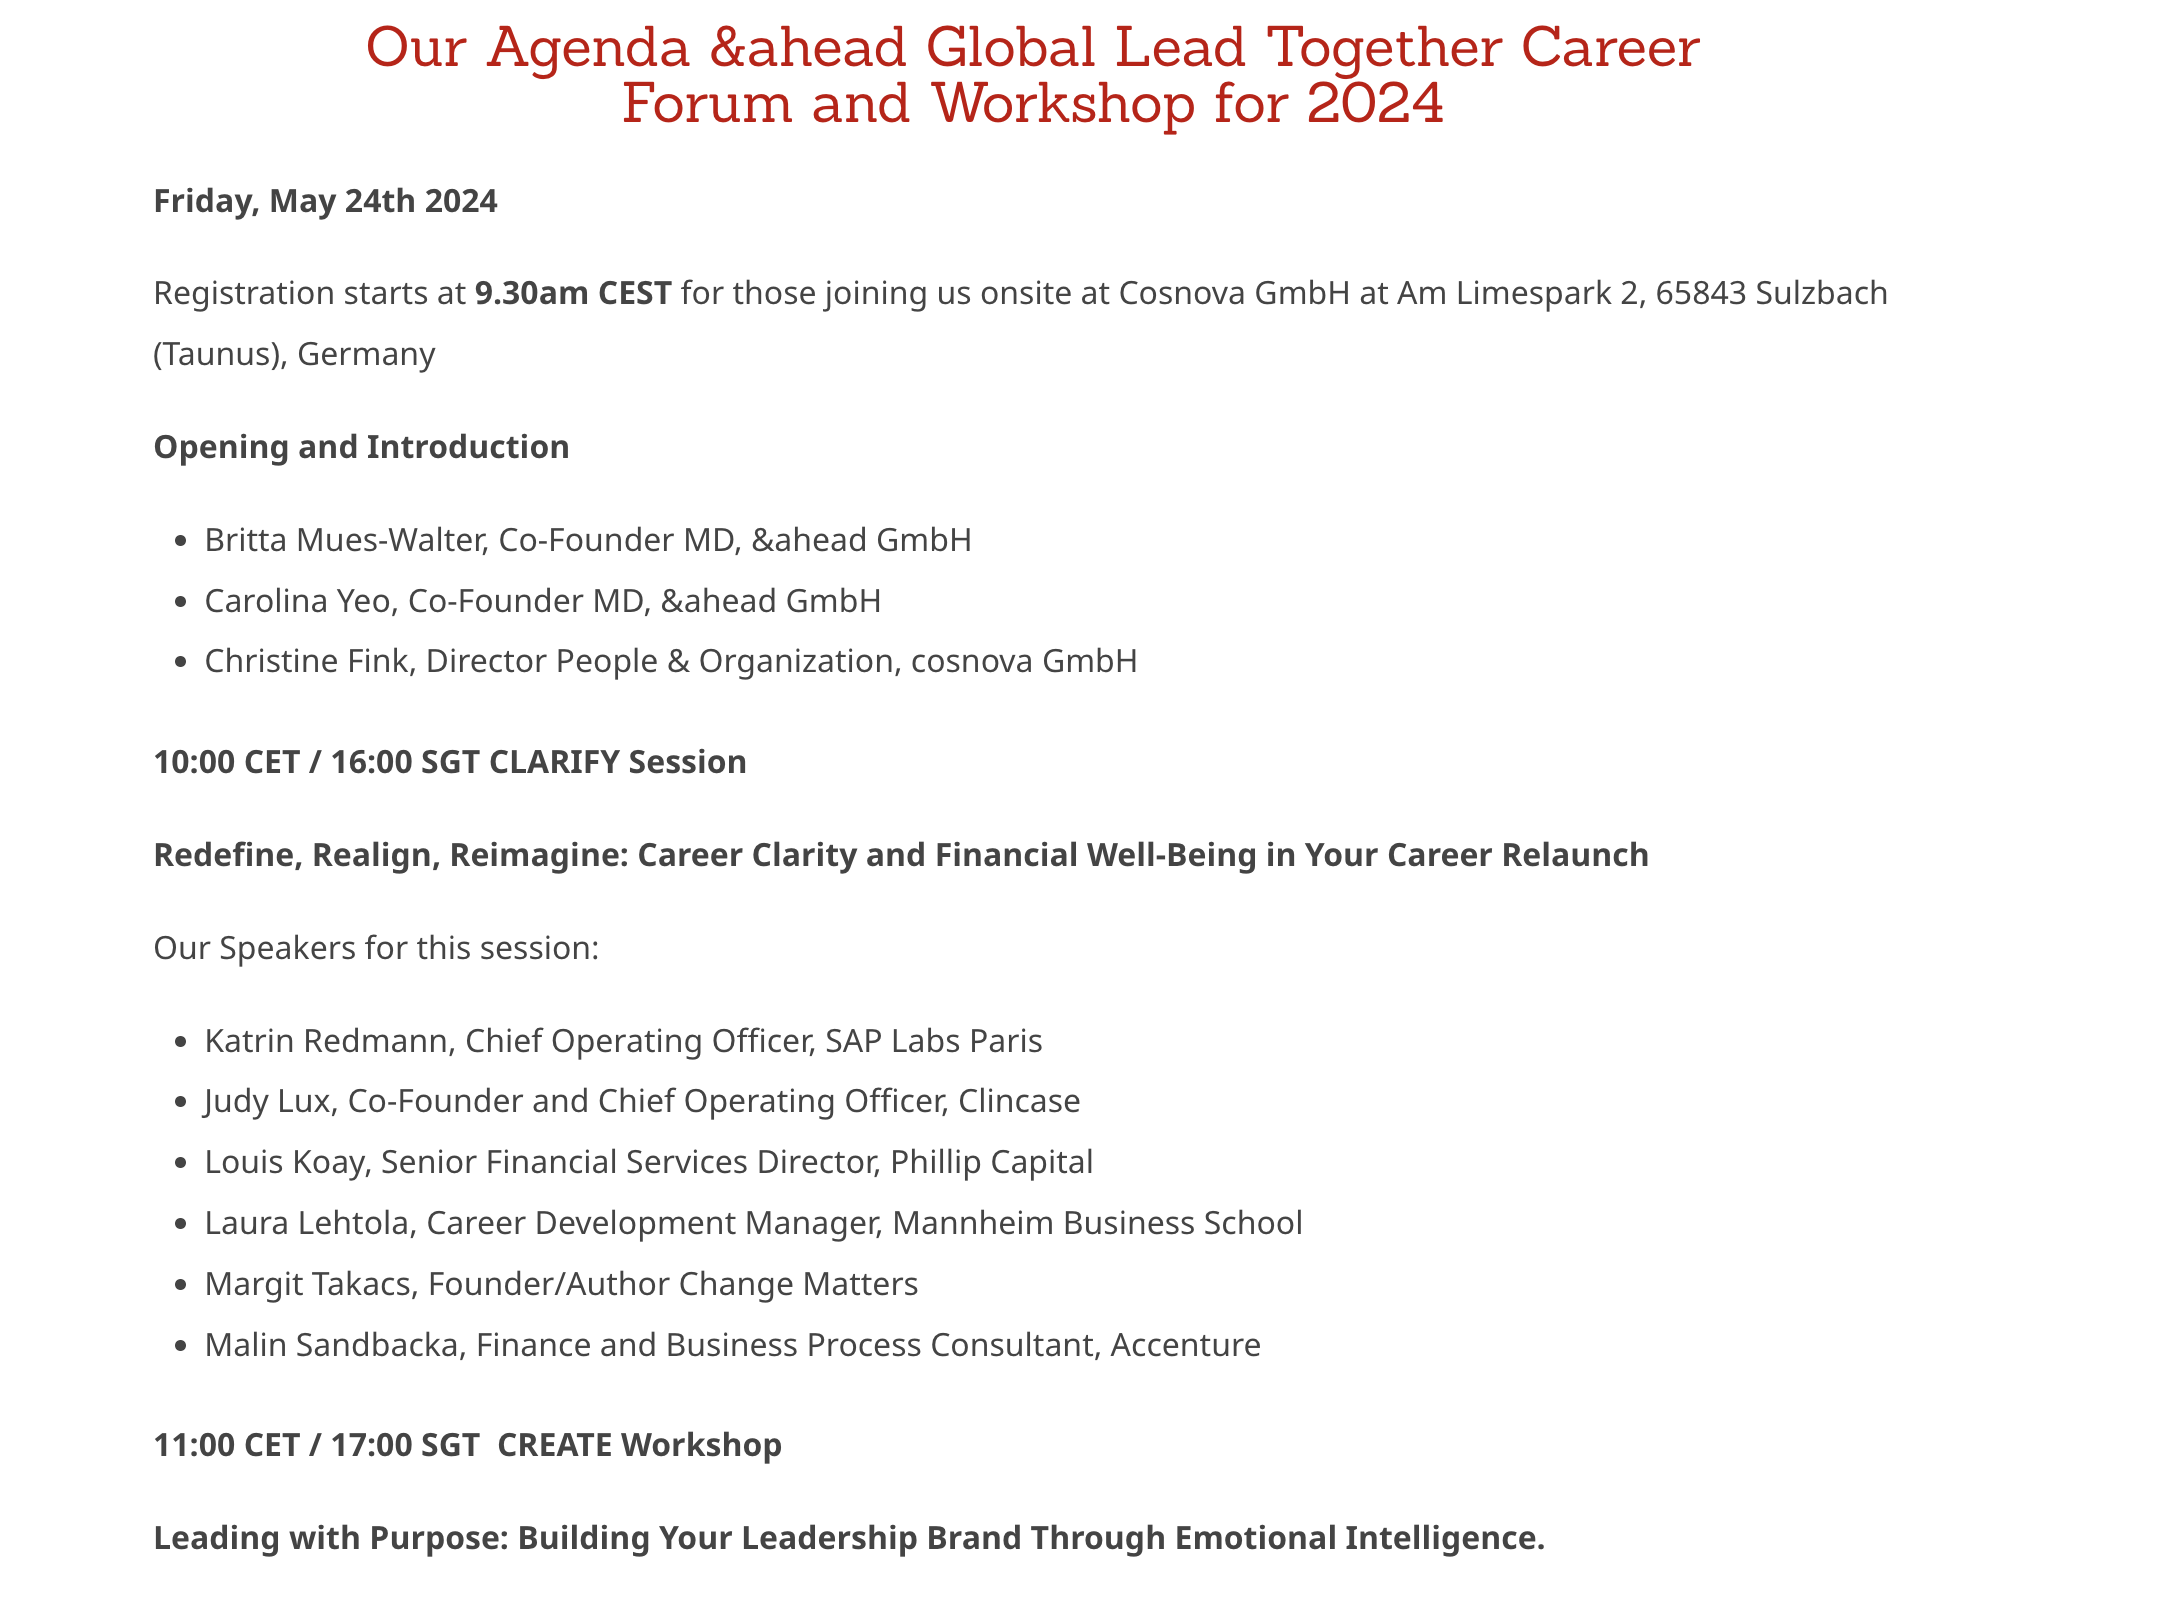 Our Agenda &ahead Global Lead Together Career
Forum and Workshop for 2024
Friday, May 24th 2024
Registration starts at 9.30am CEST for those joining us onsite at Cosnova GmbH at Am Limespark 2, 65843 Sulzbach
(Taunus), Germany
Opening and Introduction
• Britta Mues-Walter, Co-Founder MD, &ahead GmbH
• Carolina Yeo, Co-Founder MD, &ahead GmbH
• Christine Fink, Director People & Organization, cosnova GmbH
10:00 CET / 16:00 SGT CLARIFY Session
Redefine, Realign, Reimagine: Career Clarity and Financial Well-Being in Your Career Relaunch
Our Speakers for this session:
• Katrin Redmann, Chief Operating Officer, SAP Labs Paris
• Judy Lux, Co-Founder and Chief Operating Officer, Clincase
• Louis Koay, Senior Financial Services Director, Phillip Capital
• Laura Lehtola, Career Development Manager, Mannheim Business School
• Margit Takacs, Founder/Author Change Matters
• Malin Sandbacka, Finance and Business Process Consultant, Accenture
11:00 CET / 17:00 SGT  CREATE Workshop
Leading with Purpose: Building Your Leadership Brand Through Emotional Intelligence.